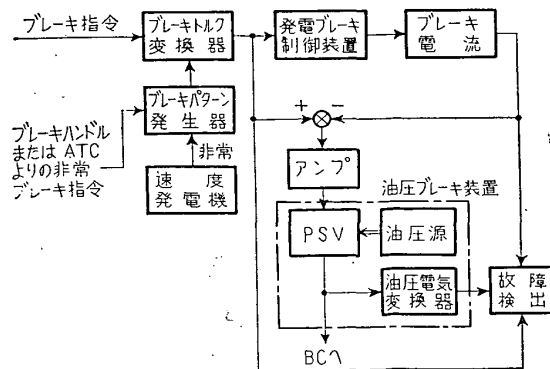 ブレーキ指令
ブレーキトルク
変換器
発電ブレーキ
制御装置
ブレーキ
電流
ブレーキパターン
発生器
ブレーキハンドル
または ATC
よりの非常
ブレーキ指令
非常
速度
発電機
+
−
アンプ
油圧ブレーキ装置
PSV
油圧源
油圧電気
変換器
故障
検出
BCへ